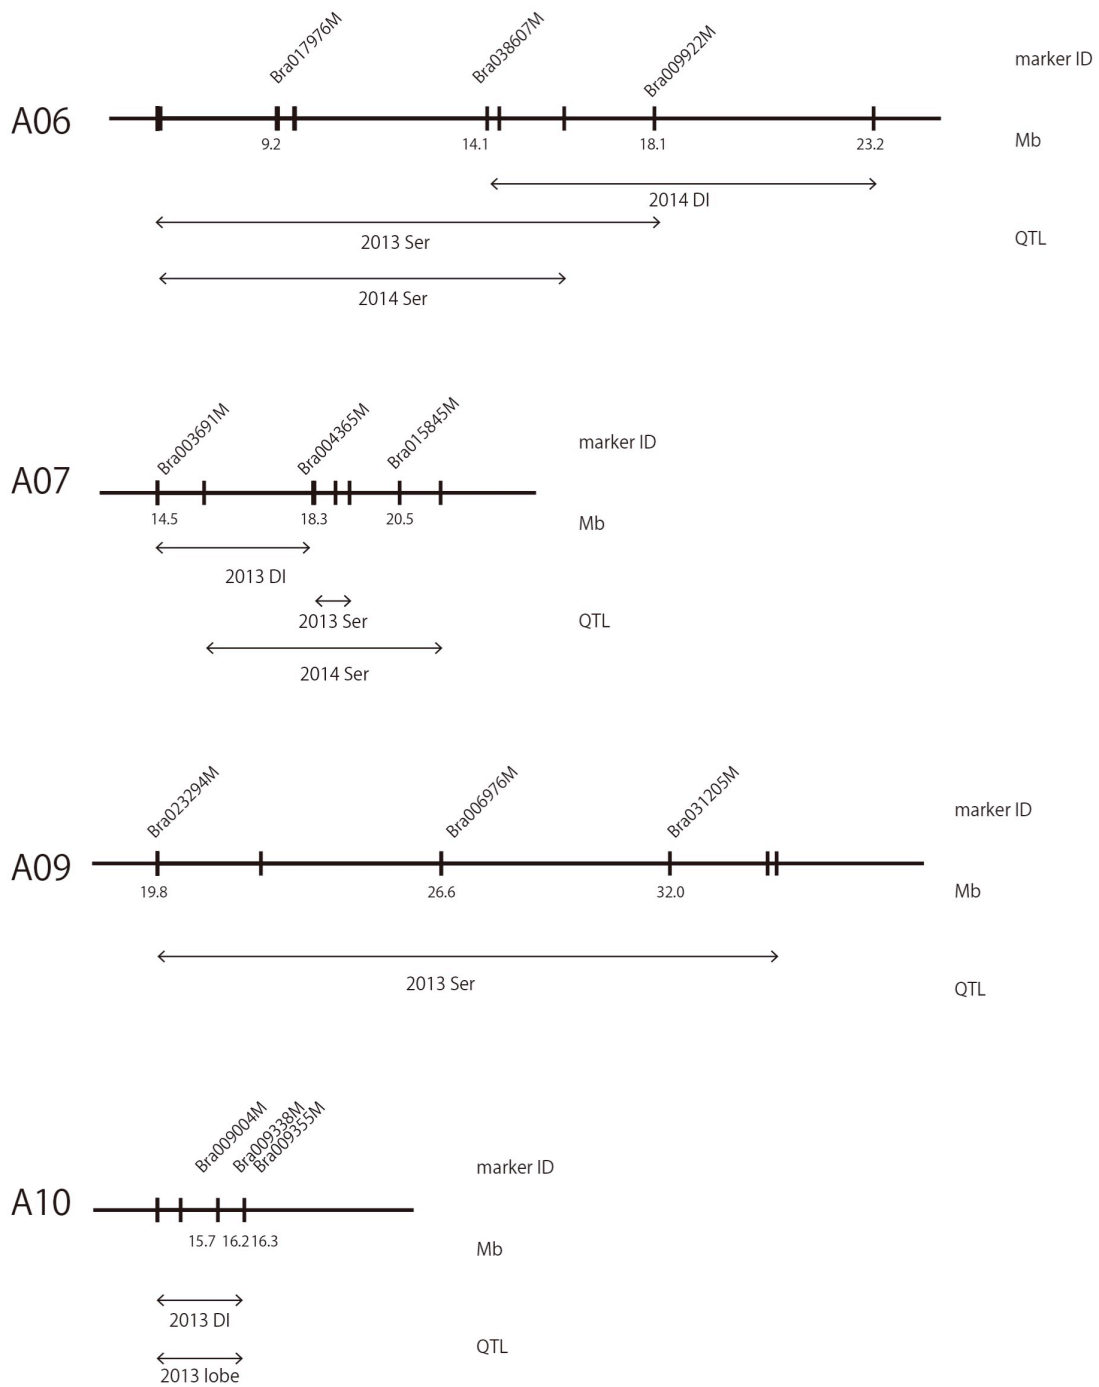 Bra017976M
Bra038607M
Bra009922M
marker ID
A06
9.2
14.1
18.1
23.2
Mb
2014 DI
2013 Ser
QTL
2014 Ser
Bra003691M
Bra004365M
Bra015845M
marker ID
A07
14.5
18.3
20.5
Mb
2013 DI
2013 Ser
QTL
2014 Ser
Bra023294M
Bra006976M
Bra031205M
marker ID
A09
19.8
26.6
32.0
Mb
2013 Ser
QTL
Bra009004M
Bra009338M
Bra009355M
marker ID
A10
15.7
16.2
16.3
Mb
2013 DI
QTL
2013 lobe